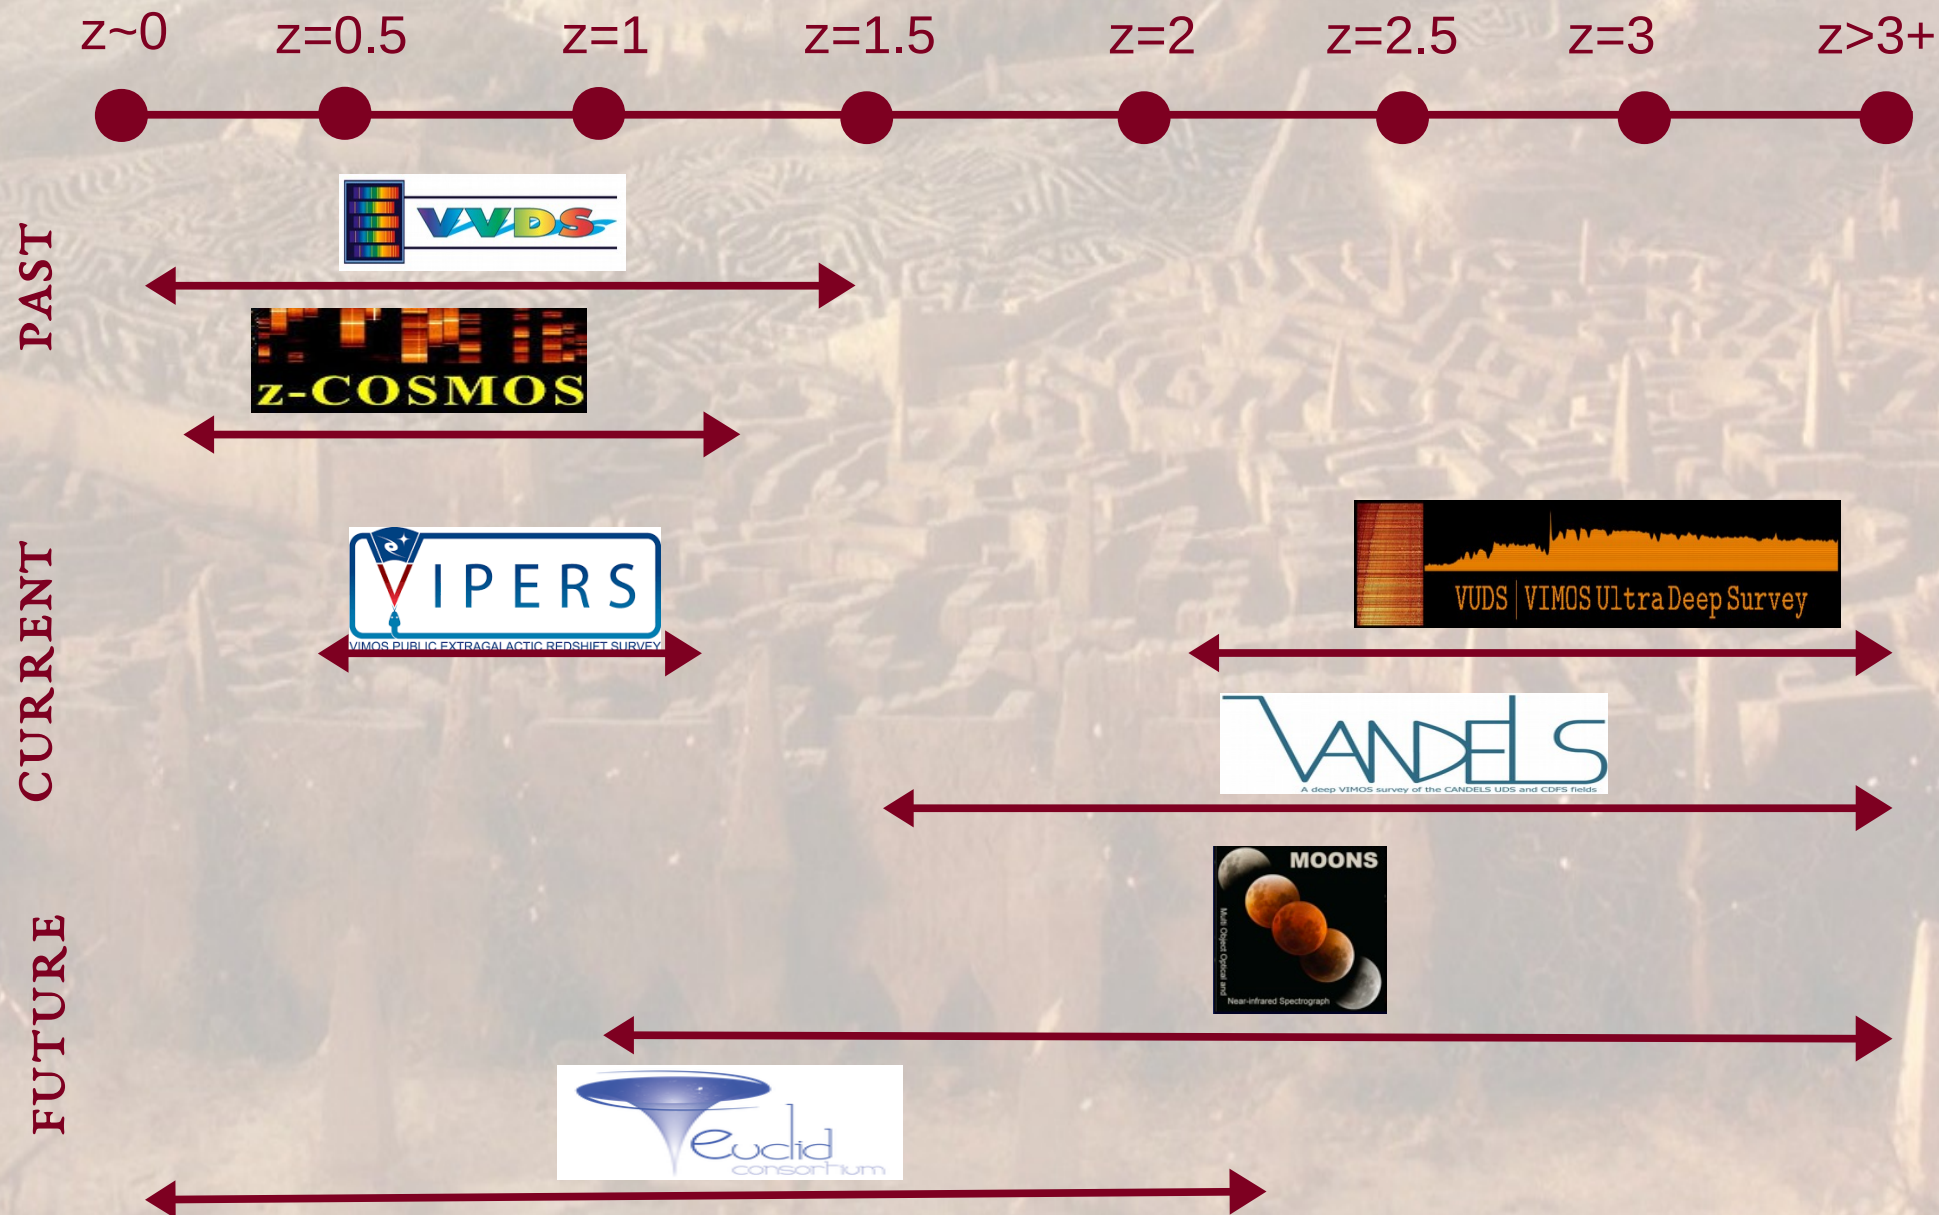 z~0 z=0.5 z=1 z=1.5 z=2 z=2.5 z=3 z>3+
PAST
VVDS
z-COSMOS
CURRENT
VIPERS
VIMOS PUBLIC EXTRAGALACTIC REDSHIFT SURVEY
VUDS | VIMOS Ultra Deep Survey
VANDELS
A deep VIMOS survey of the CANDELS UDS and CDFS fields
FUTURE
MOONS
Multi Object Optical and
Near-infrared Spectrograph
euclid
consortium